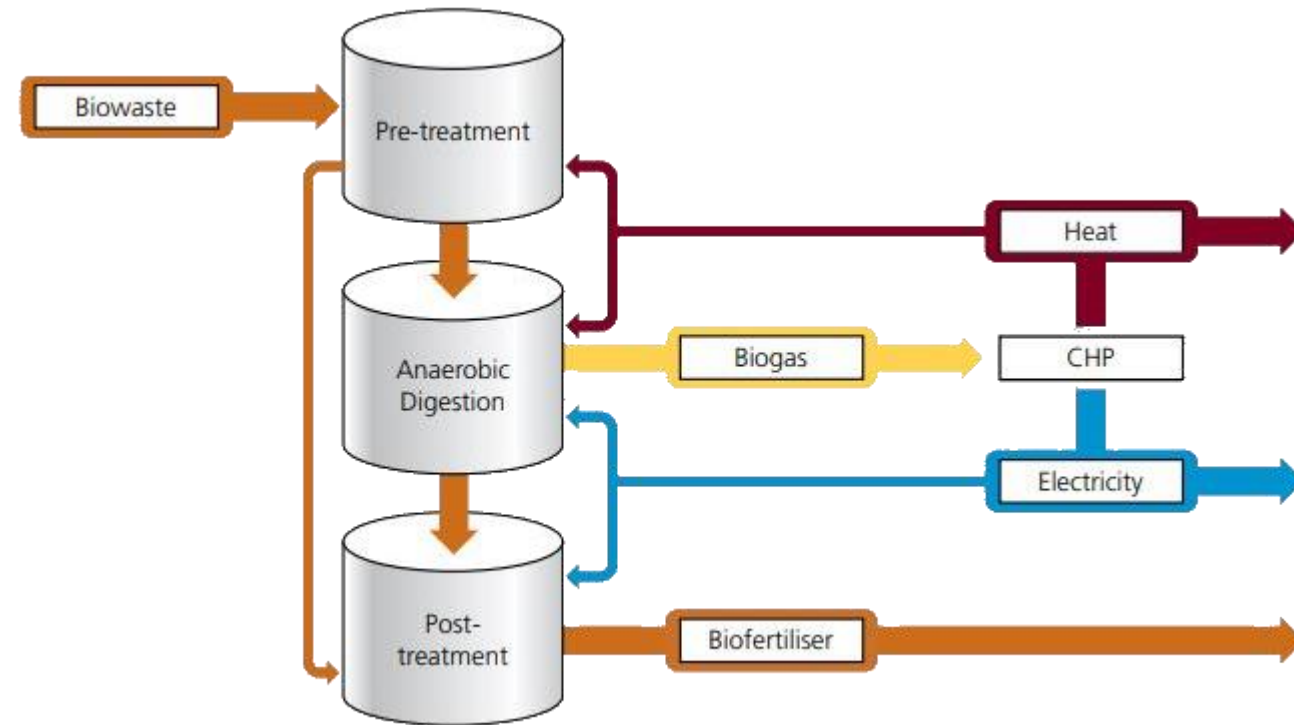 Biowaste
Pre-treatment
Heat
Anaerobic
Digestion
Biogas
CHP
Electricity
Post-
treatment
Biofertiliser